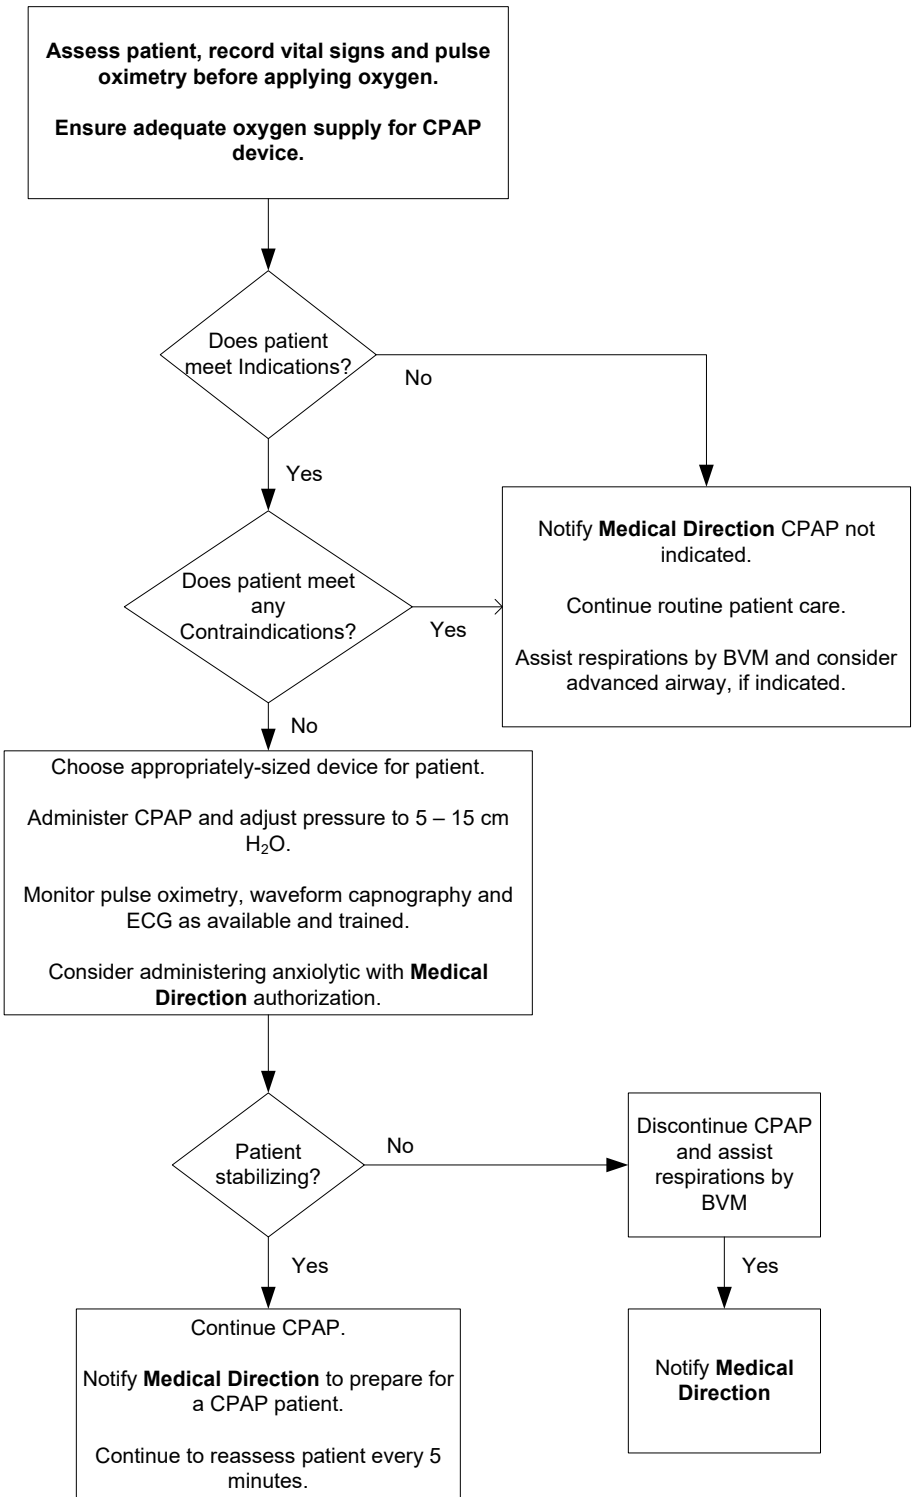 Assess patient, record vital signs and pulse
oximetry before applying oxygen.
Ensure adequate oxygen supply for CPAP
device.
Does patient
meet Indications?
No
Yes
Notify Medical Direction CPAP not
indicated.
Continue routine patient care.
Assist respirations by BVM and consider
advanced airway, if indicated.
Does patient meet
any
Contraindications?
Yes
No
Choose appropriately-sized device for patient.
Administer CPAP and adjust pressure to 5 – 15 cm
H₂O.
Monitor pulse oximetry, waveform capnography and
ECG as available and trained.
Consider administering anxiolytic with Medical
Direction authorization.
Patient
stabilizing?
No
Discontinue CPAP
and assist
respirations by
BVM
Yes
Yes
Continue CPAP.
Notify Medical Direction to prepare for
a CPAP patient.
Continue to reassess patient every 5
minutes.
Notify Medical
Direction